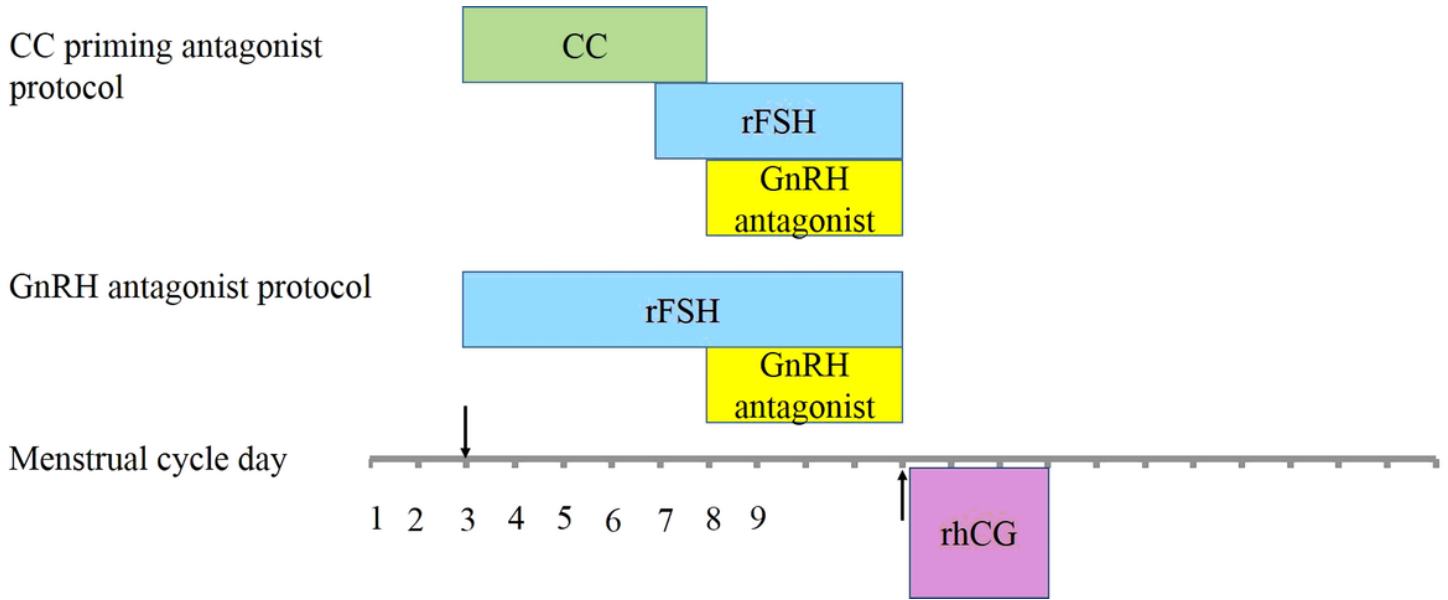 CC priming antagonist
protocol
CC
rFSH
GnRH
antagonist
GnRH antagonist protocol
rFSH
GnRH
antagonist
Menstrual cycle day
1 2 3 4 5 6 7 8 9
rhCG